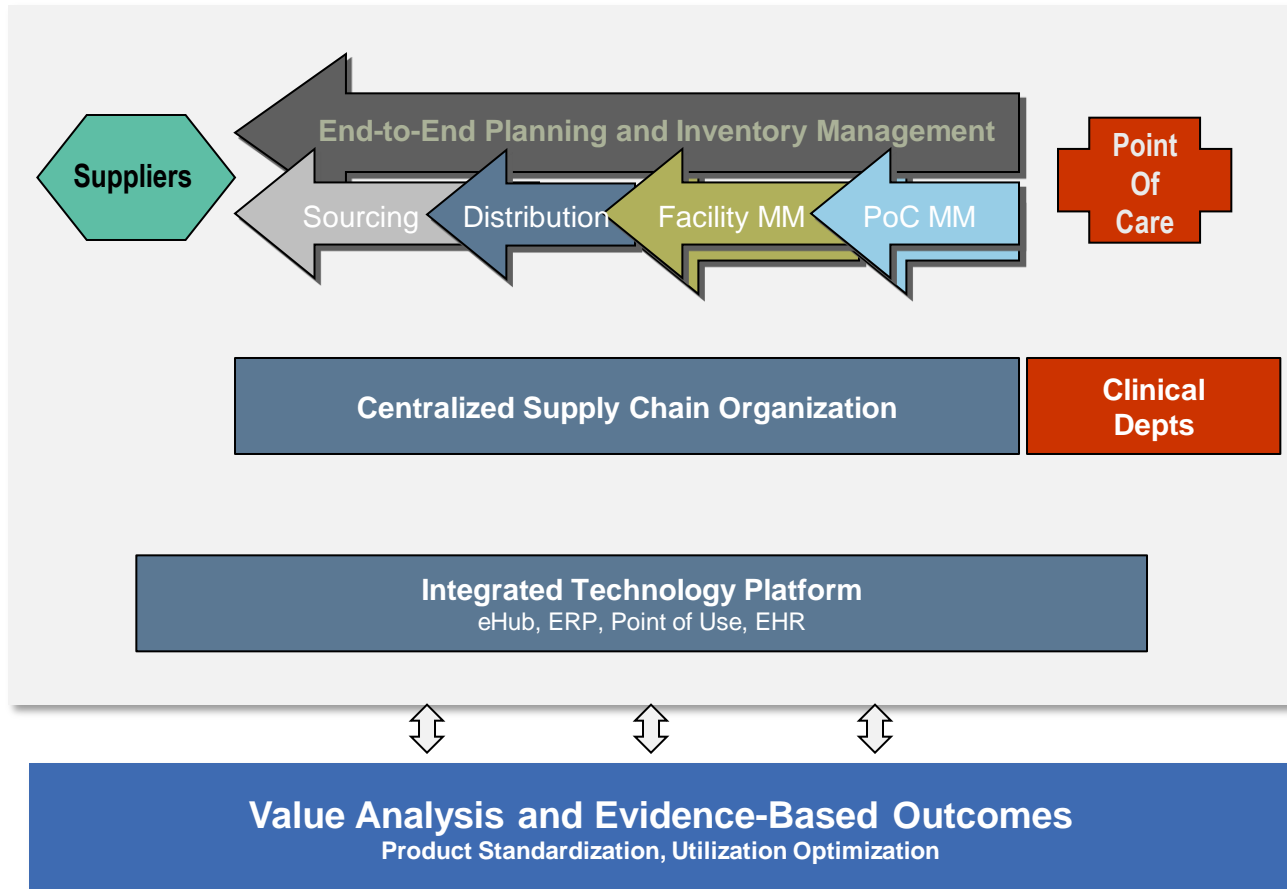 End-to-End Planning and Inventory Management
Suppliers
Sourcing
Distribution
Facility MM
PoC MM
Point
Of
Care
Centralized Supply Chain Organization
Clinical
Depts
Integrated Technology Platform
eHub, ERP, Point of Use, EHR
Value Analysis and Evidence-Based Outcomes
Product Standardization, Utilization Optimization